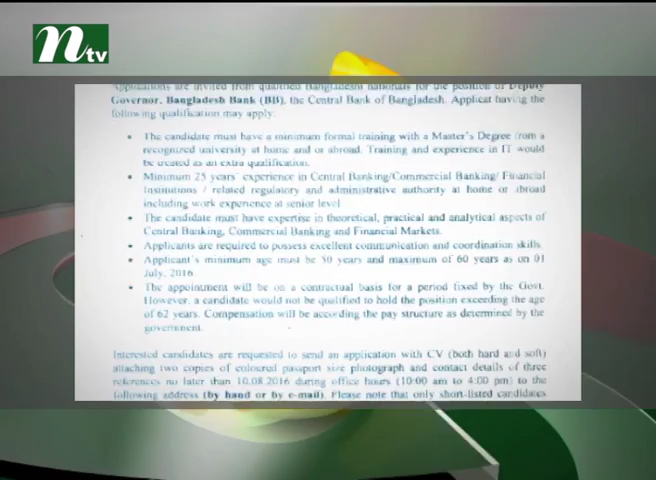 ntv
Applications are invited from qualified Bangladeshi nationals for the position of Deputy
Governor, Bangladesh Bank (BB), the Central Bank of Bangladesh. Applicat having the
following qualification may apply:
• The candidate must have a minimum formal training with a Master's Degree from a
recognized university at home and or abroad. Training and experience in IT would
be treated as an extra qualification.
• Minimum 25 years' experience in Central Banking/Commercial Banking/ Financial
Institutions / related regulatory and administrative authority at home or abroad
including work experience at senior level
• The candidate must have expertise in theoretical, practical and analytical aspects of
Central Banking, Commercial Banking and Financial Markets.
• Applicants are required to possess excellent communication and coordination skills.
• Applicant's minimum age must be 50 years and maximum of 60 years as on 01
July, 2016
• The appointment will be on a contractual basis for a period fixed by the Govt.
However, a candidate would not be qualified to hold the position exceeding the age
of 62 years. Compensation will be according the pay structure as determined by the
government.
Interested candidates are requested to send an application with CV (both hard and soft)
attaching two copies of coloured passport size photograph and contact details of three
references no later than 10.08.2016 during office hours (10:00 am to 4:00 pm) to the
following address (by hand or by e-mail). Please note that only short-listed candidates